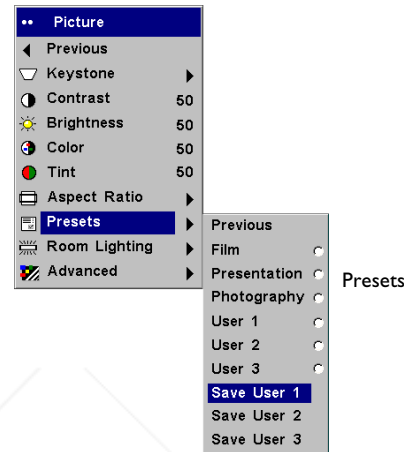 Picture
Previous
Keystone
Contrast 50
Brightness 50
Color 50
Tint 50
Aspect Ratio
Presets
Room Lighting
Advanced
Previous
Film
Presentation
Photography
User 1
User 2
User 3
Save User 1
Save User 2
Save User 3
Presets